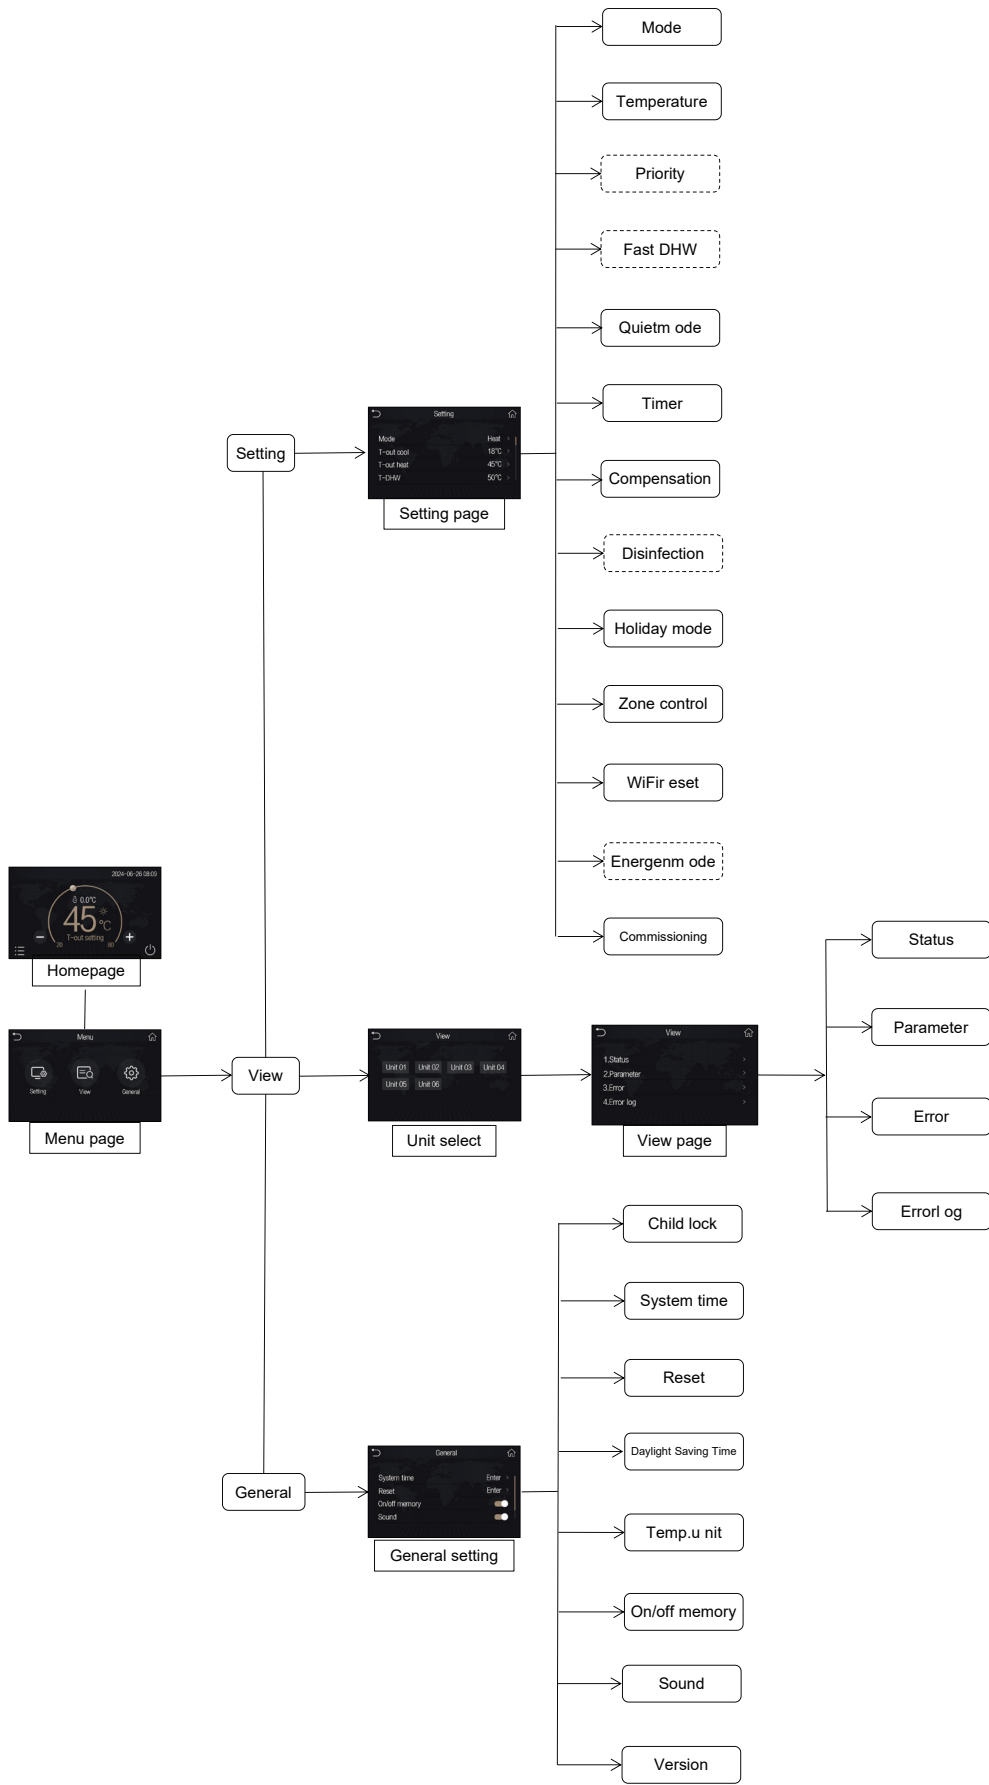 Mode
Temperature
Priority
Fast DHW
Quietm ode
Timer
Compensation
Disinfection
Holiday mode
Zone control
WiFir eset
Energenm ode
Commissioning
Setting
Setting
Mode Heat
T-out cool 18°C
T-out heat 45°C
T-DHW 50°C
Setting page
2024-06-26 08:09
0.0°C
45°C
T-out setting
20 80
Homepage
Menu
Setting View General
Menu page
View
View
Unit 01 Unit 02 Unit 03 Unit 04
Unit 05 Unit 06
Unit select
View
1.Status
2.Parameter
3.Error
4.Error log
View page
Status
Parameter
Error
Errorl og
General
General
System time Enter
Reset Enter
On/off memory
Sound
General setting
Child lock
System time
Reset
Daylight Saving Time
Temp.u nit
On/off memory
Sound
Version